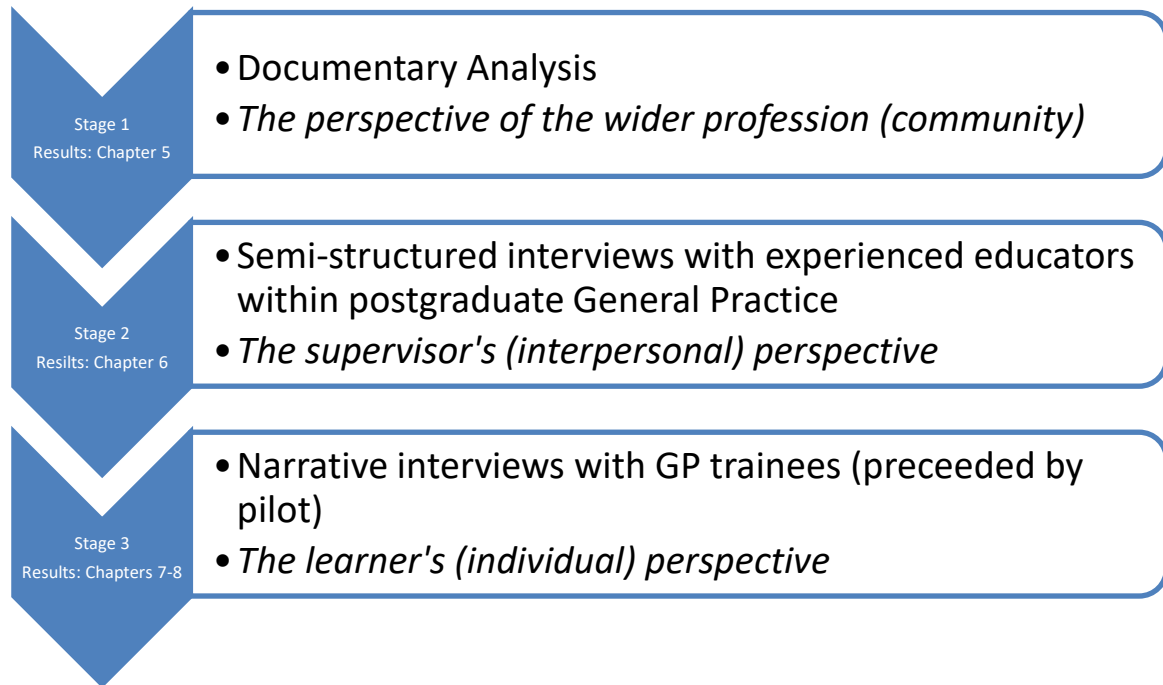 Stage 1
Results: Chapter 5
•Documentary Analysis
•The perspective of the wider profession (community)
Stage 2
Resilts: Chapter 6
•Semi-structured interviews with experienced educators
within postgraduate General Practice
•The supervisor's (interpersonal) perspective
Stage 3
Results: Chapters 7-8
•Narrative interviews with GP trainees (preceeded by
pilot)
•The learner's (individual) perspective